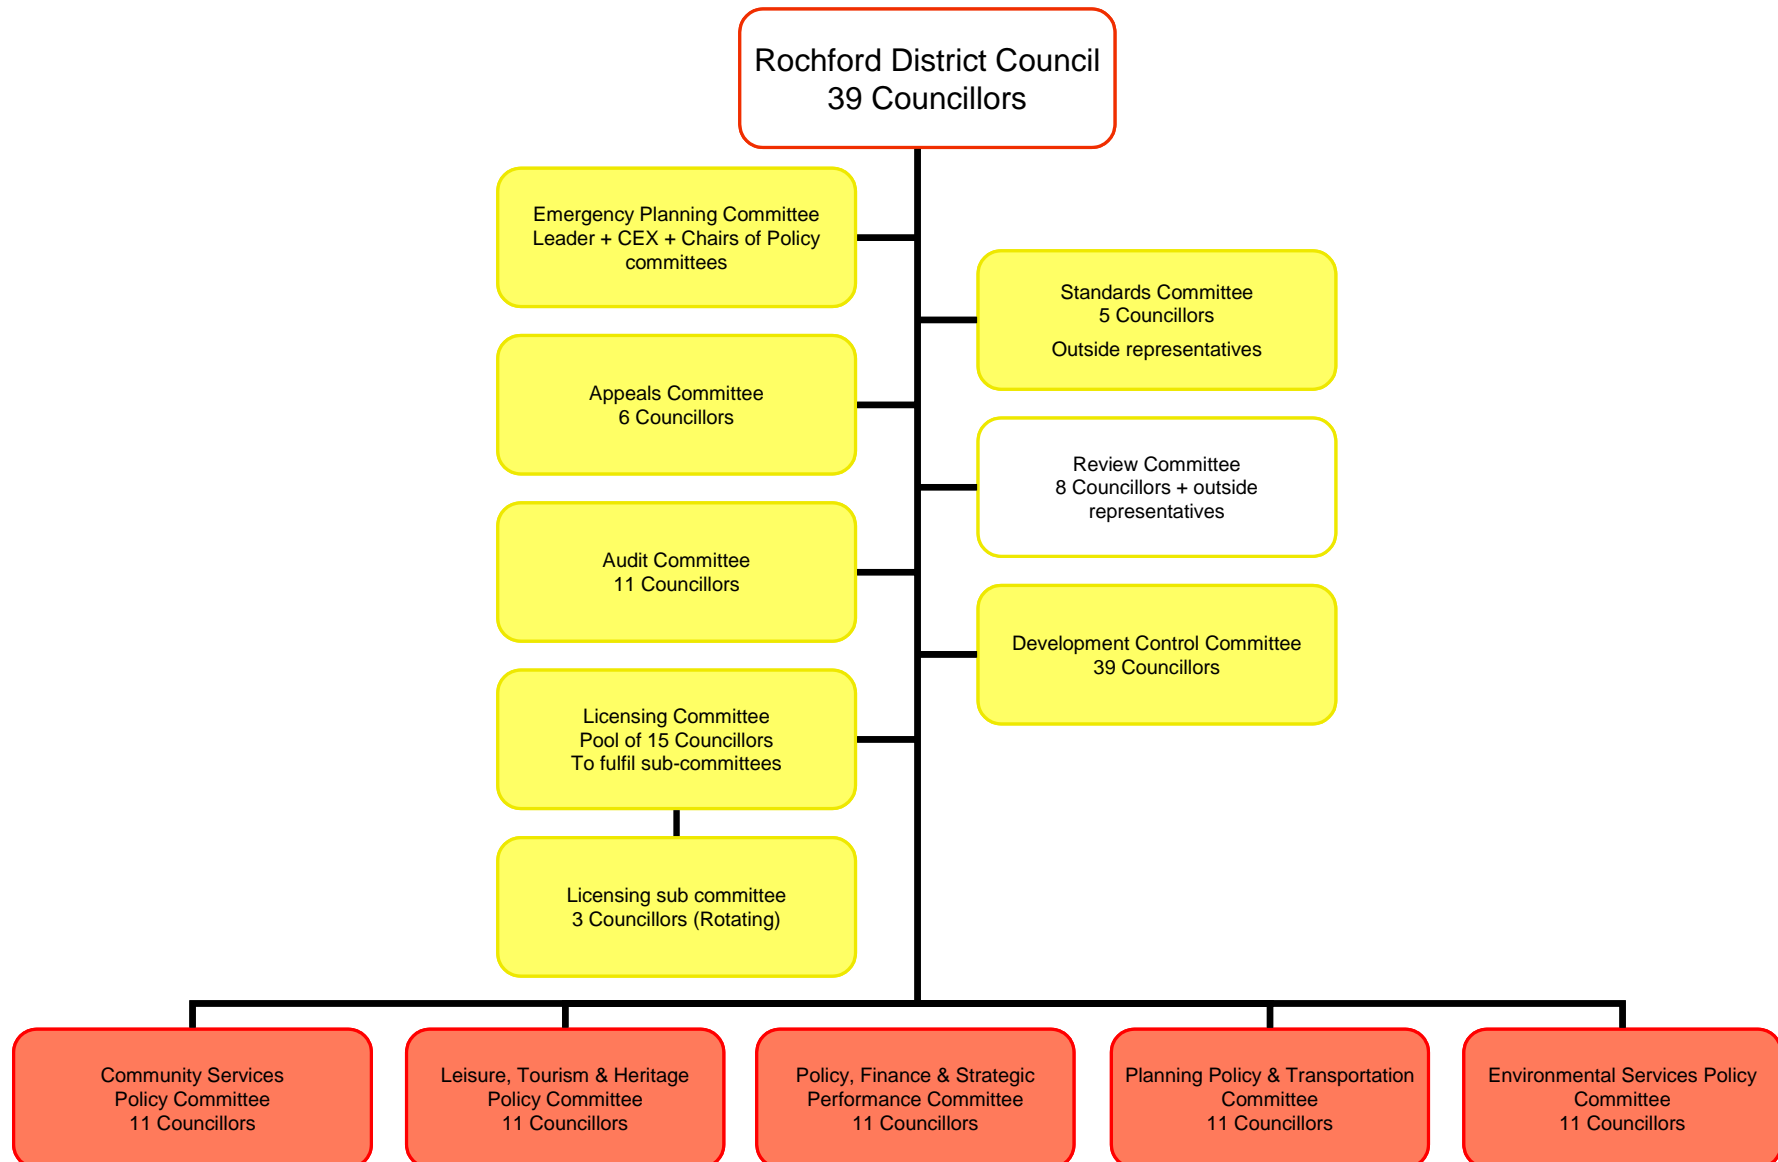 Rochford District Council
39 Councillors
Emergency Planning Committee
Leader + CEX + Chairs of Policy
committees
Standards Committee
5 Councillors
Outside representatives
Appeals Committee
6 Councillors
Review Committee
8 Councillors + outside
representatives
Audit Committee
11 Councillors
Development Control Committee
39 Councillors
Licensing Committee
Pool of 15 Councillors
To fulfil sub-committees
Licensing sub committee
3 Councillors (Rotating)
Community Services
Policy Committee
11 Councillors
Leisure, Tourism & Heritage
Policy Committee
11 Councillors
Policy, Finance & Strategic
Performance Committee
11 Councillors
Planning Policy & Transportation
Committee
11 Councillors
Environmental Services Policy
Committee
11 Councillors